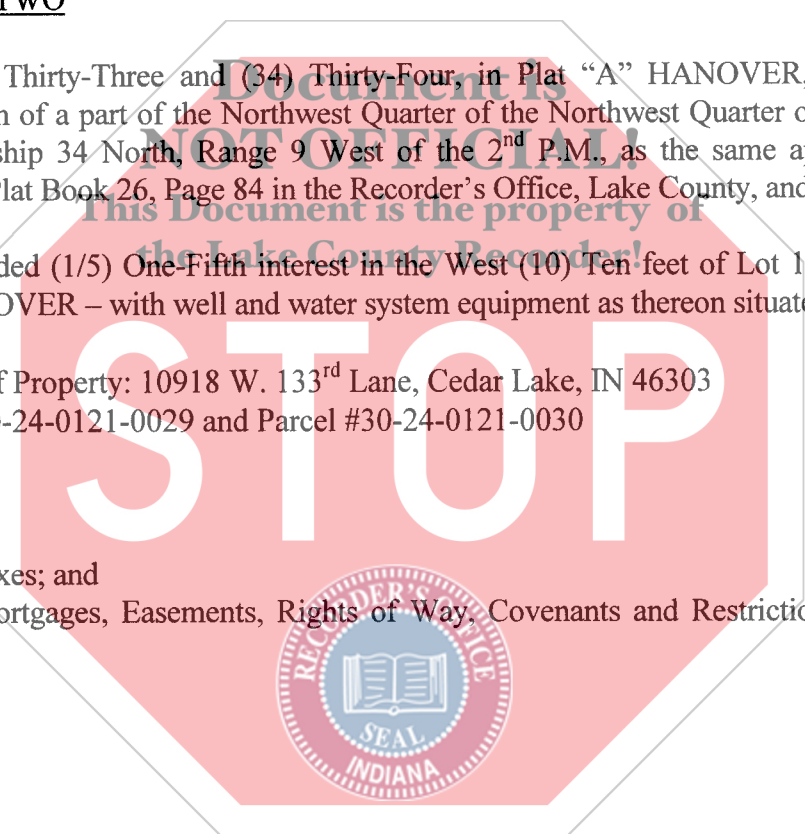 TWO
Thirty-Three and (34) Thirty-Four, in Plat “A” HANOVER,
Document is
n of a part of the Northwest Quarter of the Northwest Quarter o
NOT OFFICIAL!
ship 34 North, Range 9 West of the 2nd P.M., as the same a
Plat Book 26, Page 84 in the Recorder’s Office, Lake County, and
This Document is the property of
the Lake County Recorder!
ded (1/5) One-Fifth interest in the West (10) Ten feet of Lot 1
OVER – with well and water system equipment as thereon situate
f Property: 10918 W. 133rd Lane, Cedar Lake, IN 46303
-24-0121-0029 and Parcel #30-24-0121-0030
STOP
xes; and
ortgages, Easements, Rights of Way, Covenants and Restrictio
RECORDER'S OFFICE
SEAL
INDIANA